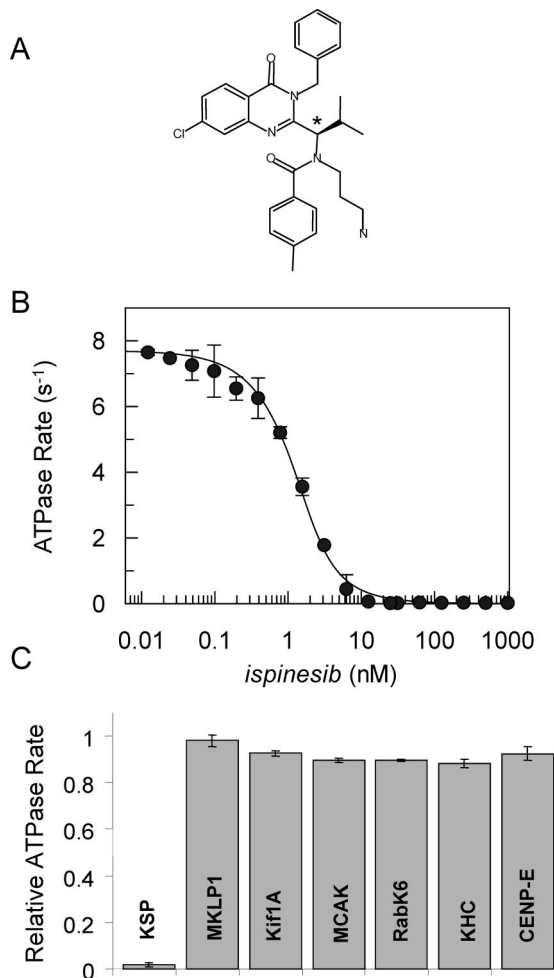 A
O
N
N
Cl
*
O
N
N
B
ATPase Rate (s⁻¹)
8
6
4
2
0
0.01 0.1 1 10 100 1000
ispinesib (nM)
C
Relative ATPase Rate
1
0.8
0.6
0.4
0.2
0
KSP
MKLP1
Kif1A
MCAK
RabK6
KHC
CENP-E